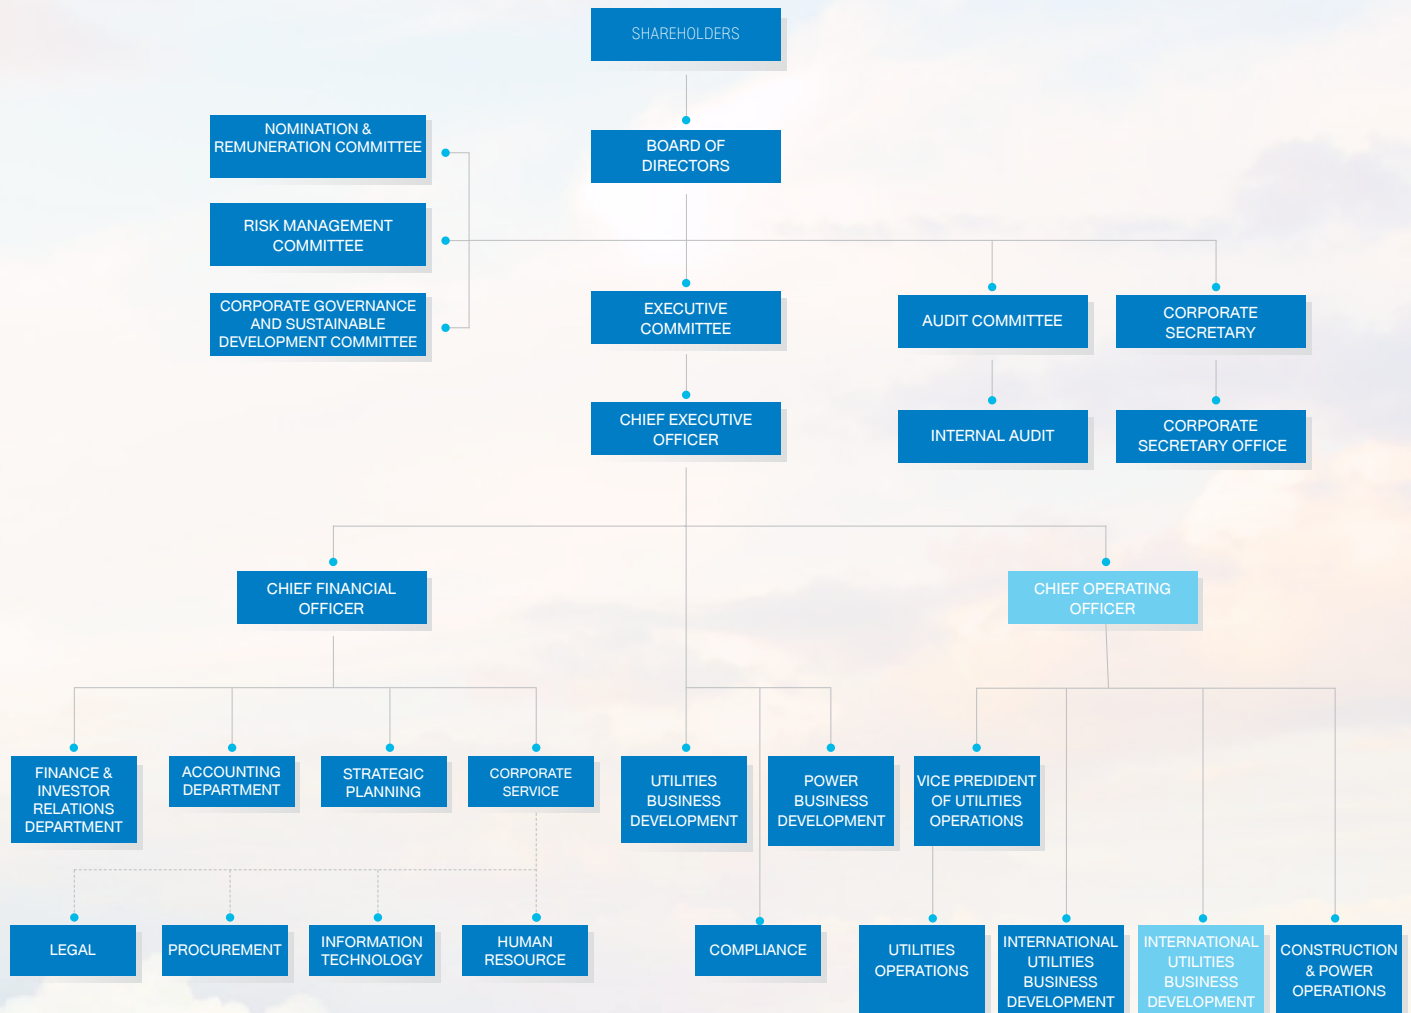 SHAREHOLDERS
NOMINATION &
REMUNERATION COMMITTEE
BOARD OF
DIRECTORS
RISK MANAGEMENT
COMMITTEE
CORPORATE GOVERNANCE
AND SUSTAINABLE
DEVELOPMENT COMMITTEE
EXECUTIVE
COMMITTEE
AUDIT COMMITTEE
CORPORATE
SECRETARY
CHIEF EXECUTIVE
OFFICER
INTERNAL AUDIT
CORPORATE
SECRETARY OFFICE
CHIEF FINANCIAL
OFFICER
CHIEF OPERATING
OFFICER
FINANCE &
INVESTOR
RELATIONS
DEPARTMENT
ACCOUNTING
DEPARTMENT
STRATEGIC
PLANNING
CORPORATE
SERVICE
UTILITIES
BUSINESS
DEVELOPMENT
POWER
BUSINESS
DEVELOPMENT
VICE PREDIDENT
OF UTILITIES
OPERATIONS
LEGAL
PROCUREMENT
INFORMATION
TECHNOLOGY
HUMAN
RESOURCE
COMPLIANCE
UTILITIES
OPERATIONS
INTERNATIONAL
UTILITIES
BUSINESS
DEVELOPMENT
INTERNATIONAL
UTILITIES
BUSINESS
DEVELOPMENT
CONSTRUCTION
& POWER
OPERATIONS